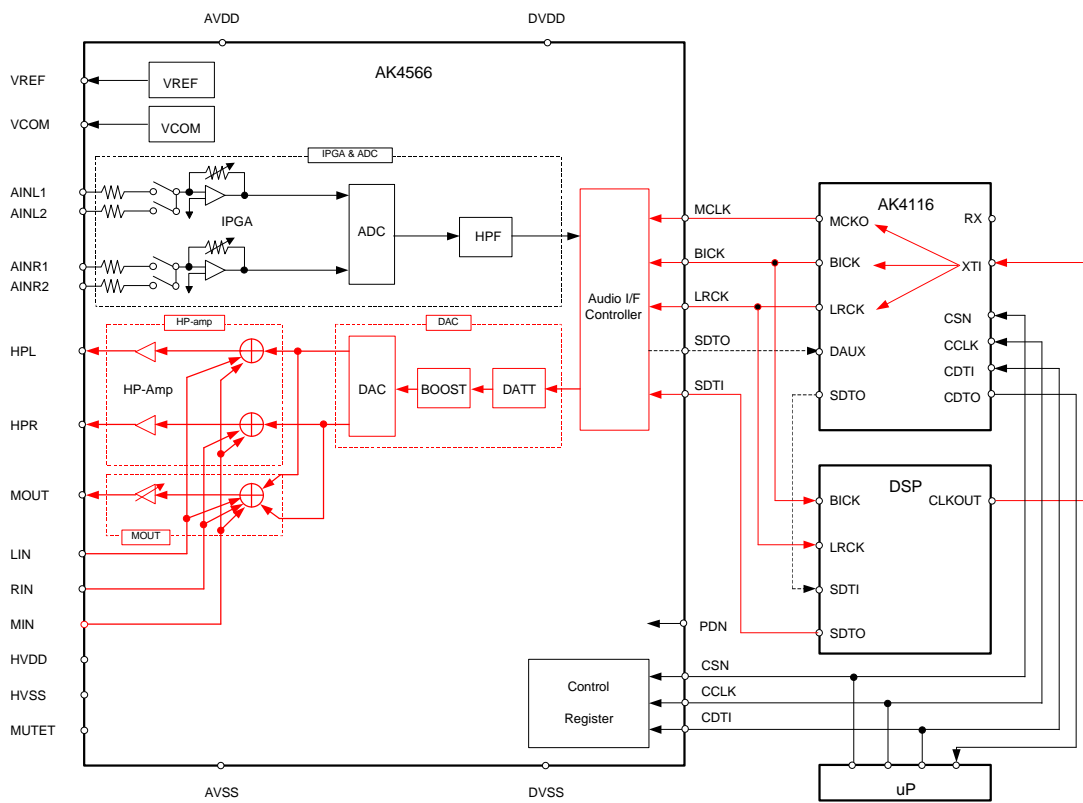 AVDD
DVDD
AK4566
VREF
VREF
VCOM
VCOM
IPGA & ADC
AINL1
AINL2
IPGA
AINR1
AINR2
ADC
HPF
Audio I/F
Controller
MCLK
BICK
LRCK
SDTO
SDTI
AK4116
MCKO
RX
BICK
XTI
LRCK
CSN
CCLK
DAUX
CDTI
SDTO
CDTO
HP-amp
DAC
HPL
HP-Amp
DAC
BOOST
DATT
HPR
MOUT
MOUT
LIN
RIN
MIN
HVDD
HVSS
MUTET
DSP
BICK
CLKOUT
LRCK
SDTI
SDTO
PDN
Control
Register
CSN
CCLK
CDTI
uP
AVSS
DVSS